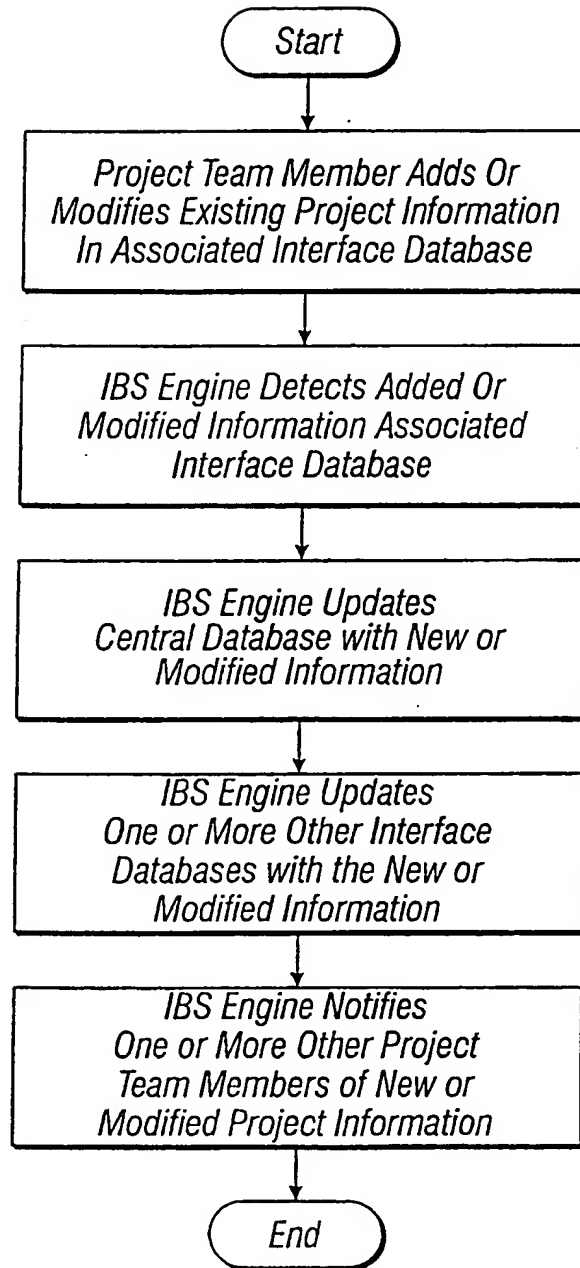 Start
Project Team Member Adds Or
Modifies Existing Project Information
In Associated Interface Database
IBS Engine Detects Added Or
Modified Information Associated
Interface Database
IBS Engine Updates
Central Database with New or
Modified Information
IBS Engine Updates
One or More Other Interface
Databases with the New or
Modified Information
IBS Engine Notifies
One or More Other Project
Team Members of New or
Modified Project Information
End